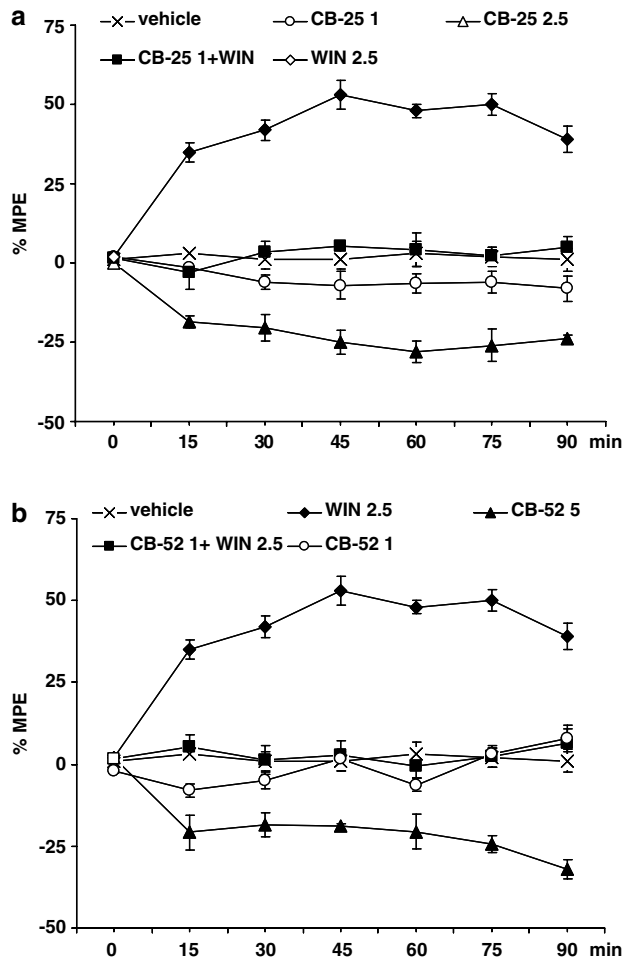 a
vehicle CB-25 1 CB-25 2.5
CB-25 1+WIN WIN 2.5
% MPE
75
50
25
0
-25
-50
0 15 30 45 60 75 90 min
b
vehicle WIN 2.5 CB-52 5
CB-52 1+ WIN 2.5 CB-52 1
% MPE
75
50
25
0
-25
-50
0 15 30 45 60 75 90 min